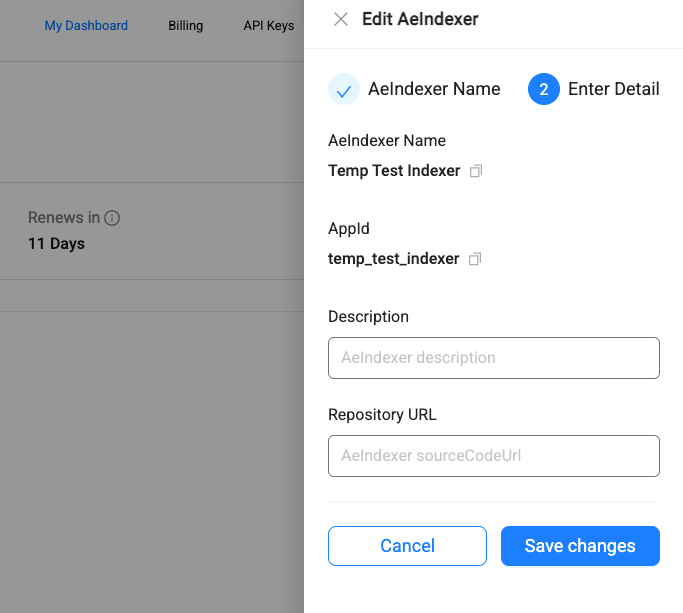 My Dashboard Billing API Keys
Renews in
11 Days
Edit AeIndexer
AeIndexer Name 2 Enter Detail
AeIndexer Name
Temp Test Indexer
AppId
temp_test_indexer
Description
AeIndexer description
Repository URL
AeIndexer sourceCodeUrl
Cancel Save changes